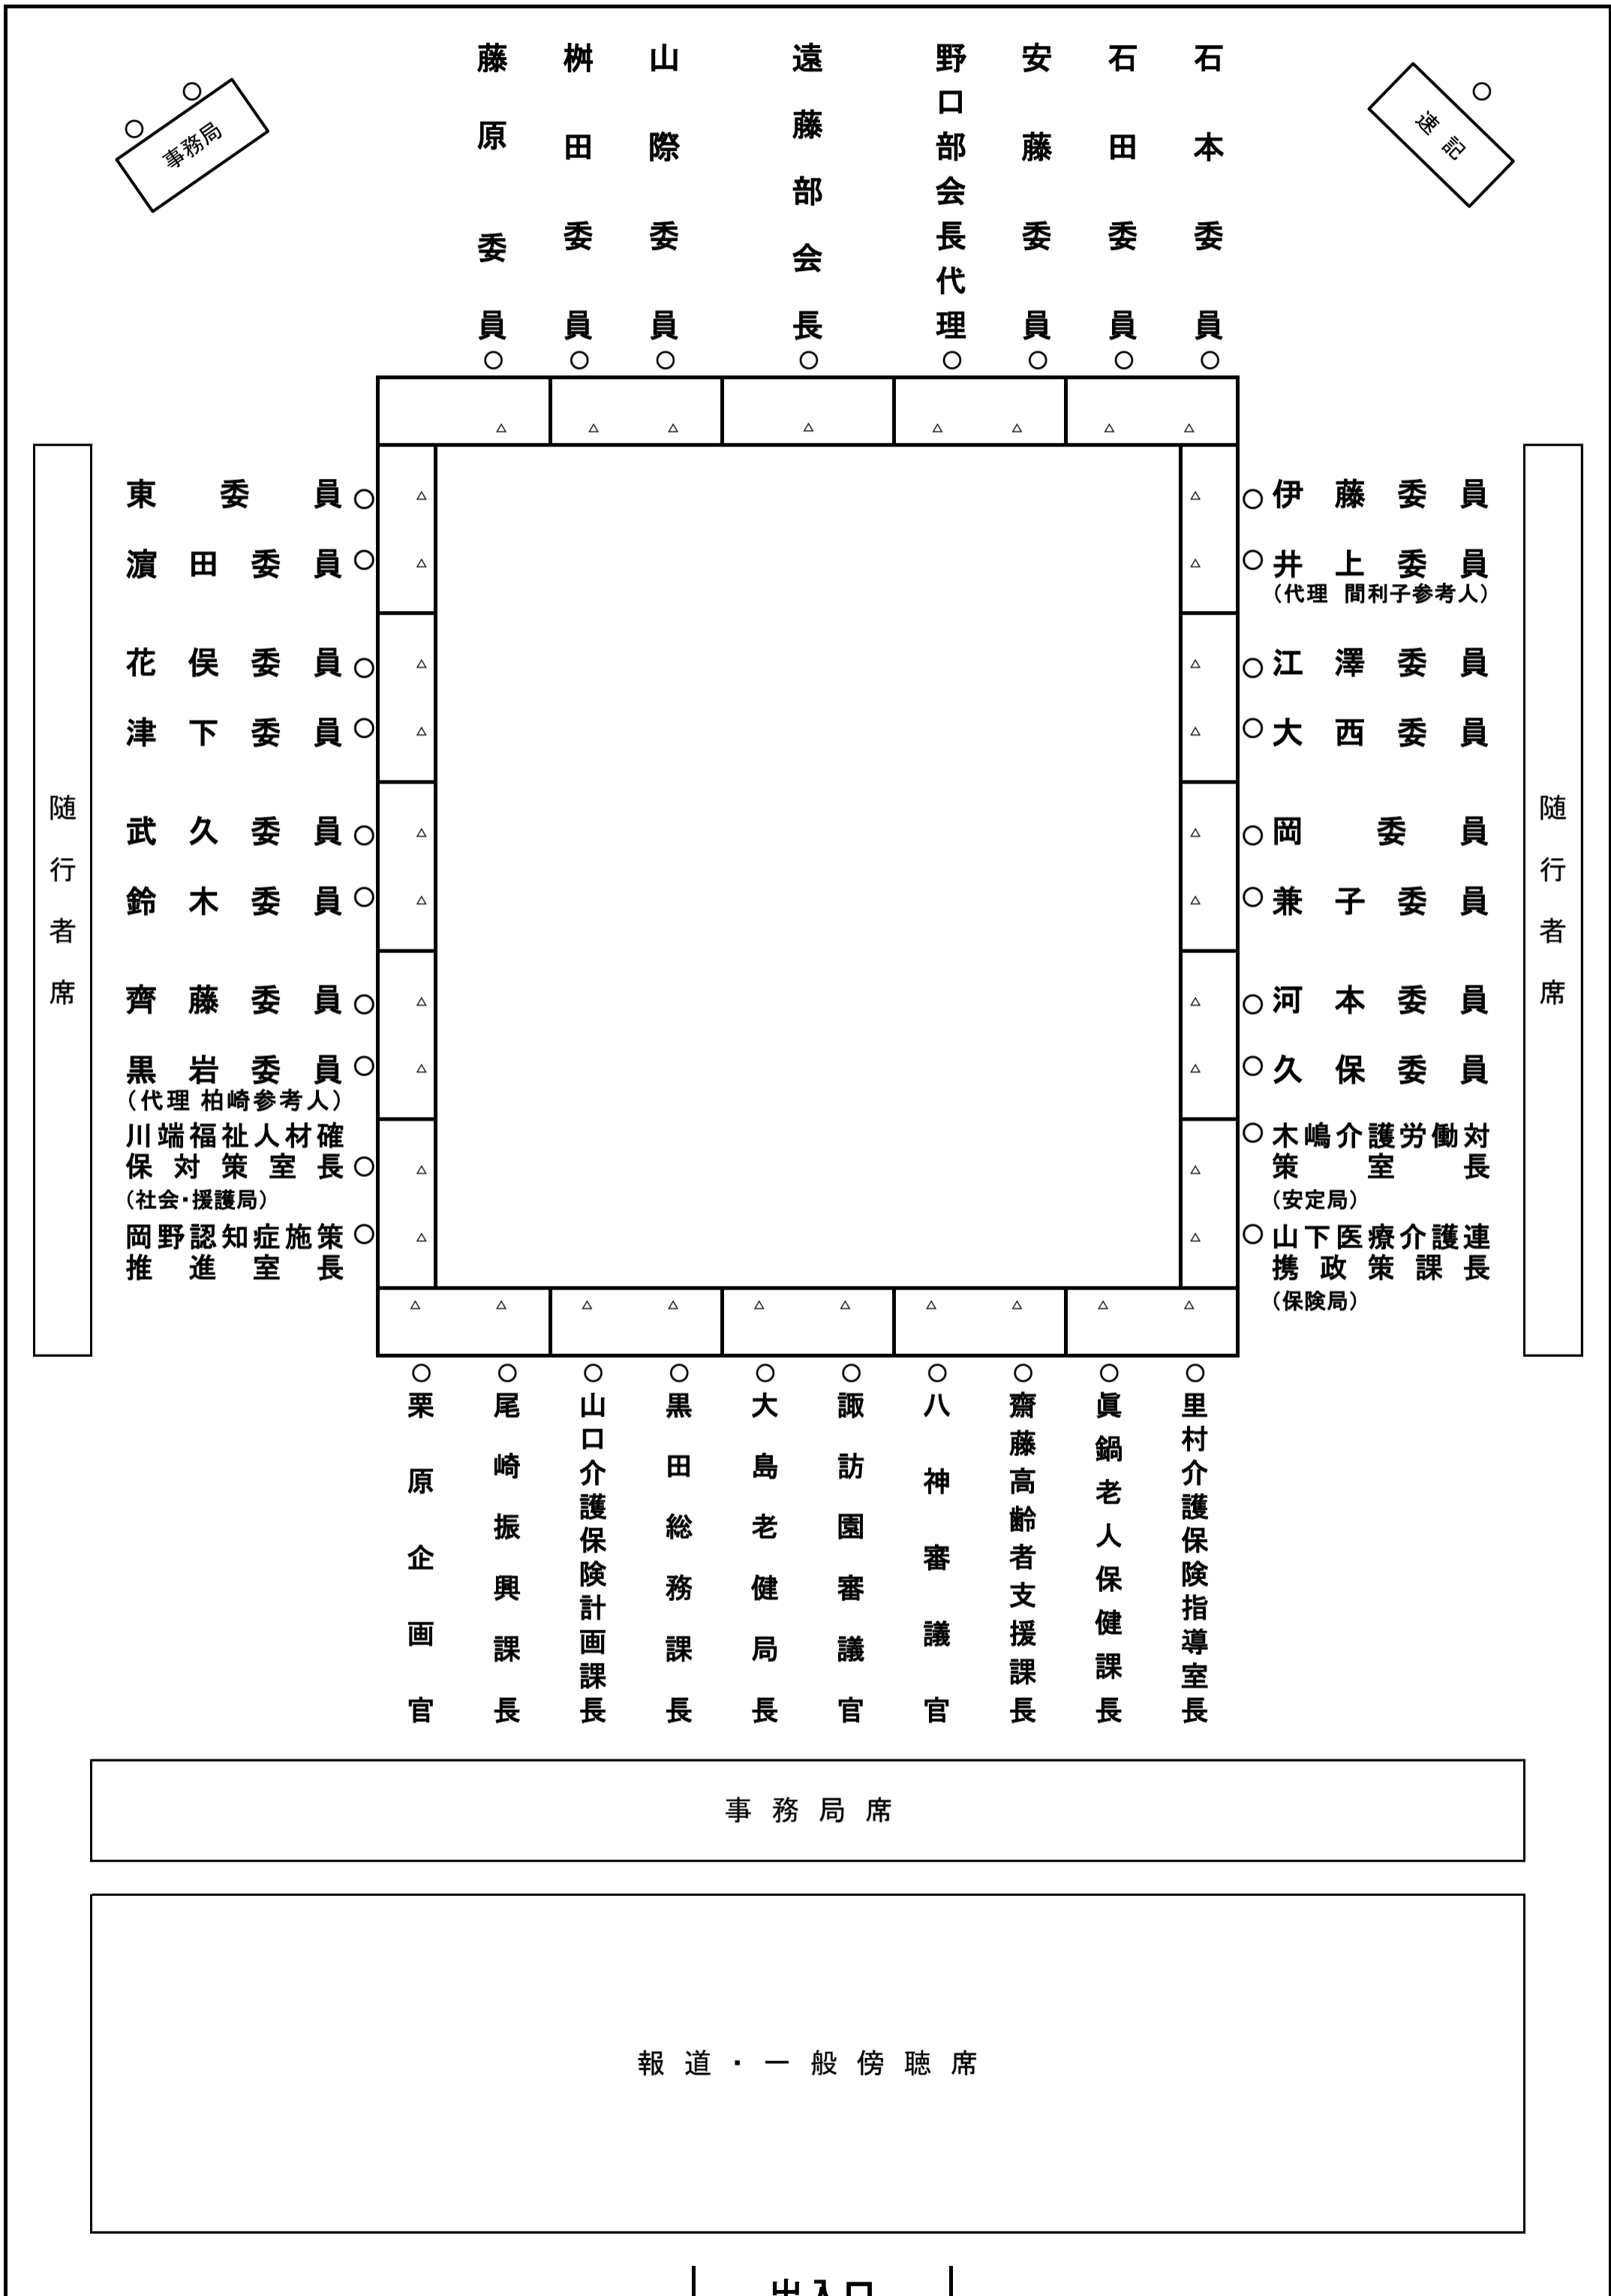 事務局
速記
藤原委員
桝田委員
山際委員
遠藤部会長
野口部会長代理
安藤委員
石田委員
石本委員
随行者席
東委員
濵田委員
花俣委員
津下委員
武久委員
鈴木委員
齊藤委員
黒岩委員
（代理 柏崎参考人）
川端福祉人材確
保対策室長
（社会・援護局）
岡野認知症施策
推進室長
伊藤委員
井上委員
（代理 間利子参考人）
江澤委員
大西委員
岡委員
兼子委員
河本委員
久保委員
木嶋介護労働対
策室長
（安定局）
山下医療介護連
携政策課長
（保険局）
随行者席
栗原企画官
尾崎振興課長
山口介護保険計画課長
黒田総務課長
大島老健局長
諏訪園審議官
八神審議官
齋藤高齢者支援課長
眞鍋老人保健課長
里村介護保険指導室長
事務局席
報道・一般傍聴席
出入口